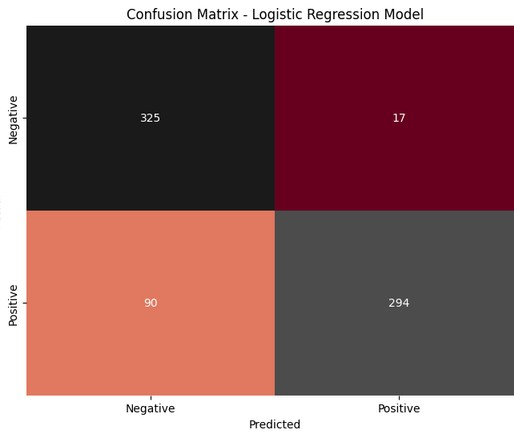 Confusion Matrix - Logistic Regression Model
Negative
325
17
Positive
90
294
Negative
Positive
Predicted